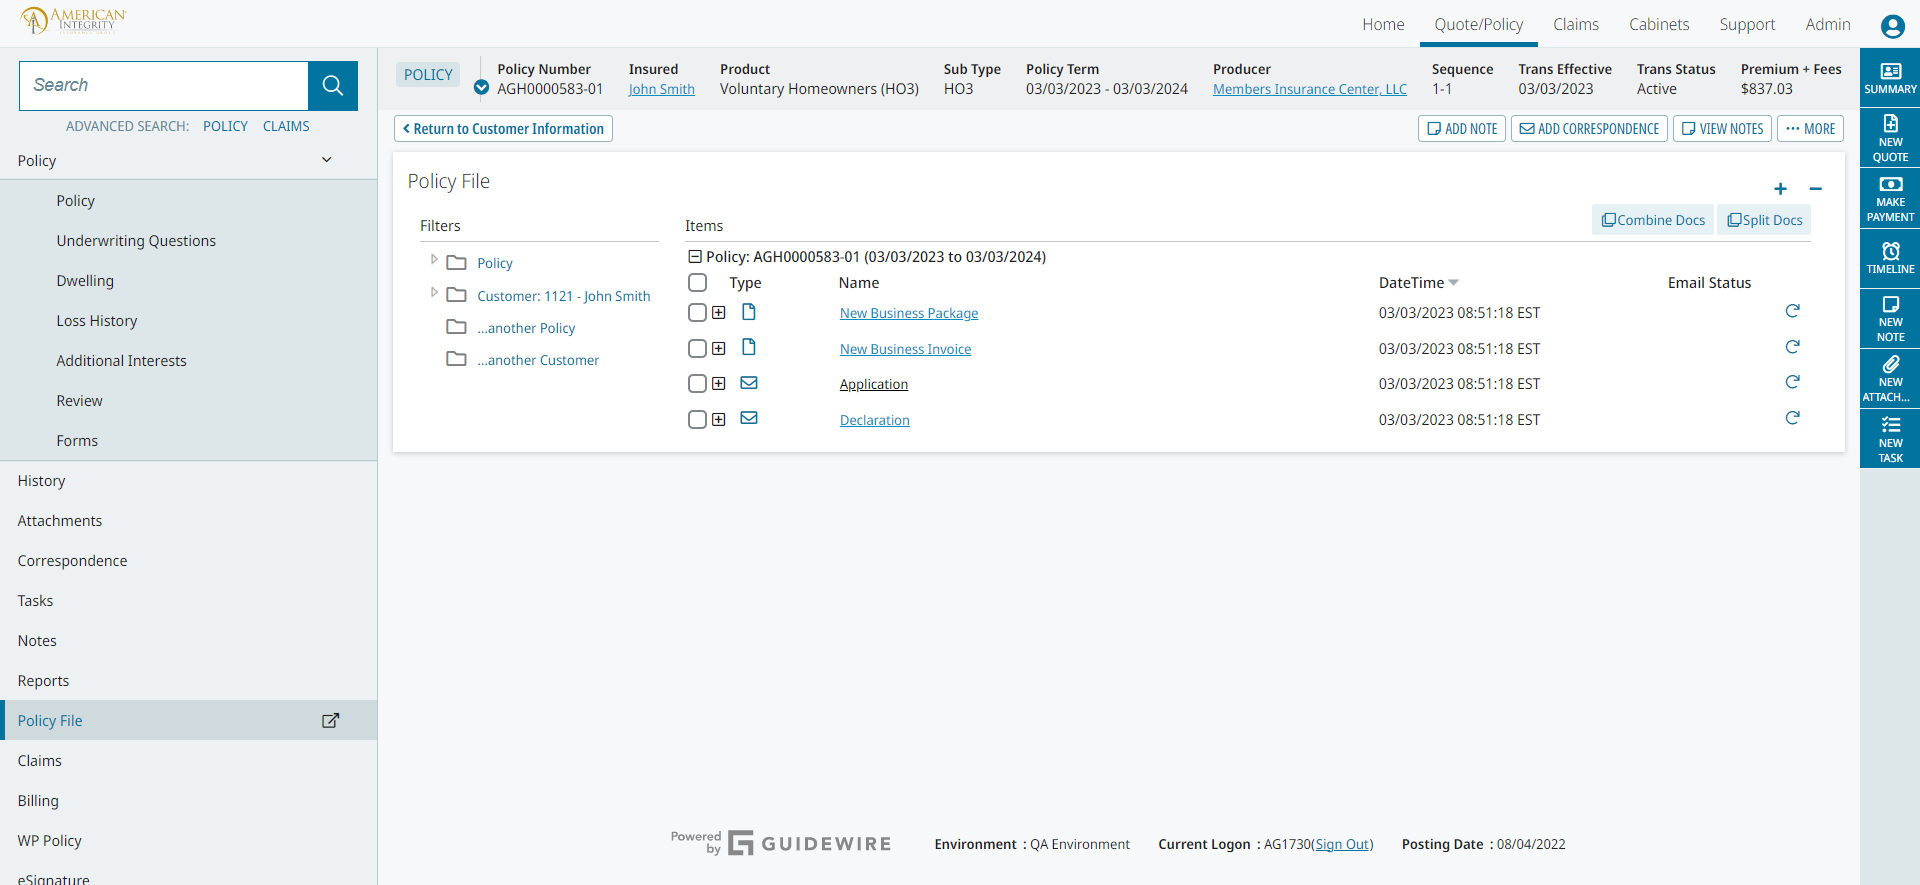 AMERICAN
INTEGRITY
Home
Quote/Policy
Claims
Cabinets
Support
Admin
Search
ADVANCED SEARCH: POLICY CLAIMS
Policy
Policy
Underwriting Questions
Dwelling
Loss History
Additional Interests
Review
Forms
History
Attachments
Correspondence
Tasks
Notes
Reports
Policy File
Claims
Billing
WP Policy
eSignature
POLICY
Policy Number
AGH0000583-01
Insured
John Smith
Product
Voluntary Homeowners (HO3)
Sub Type
HO3
Policy Term
03/03/2023 - 03/03/2024
Producer
Members Insurance Center, LLC
Sequence
1-1
Trans Effective
03/03/2023
Trans Status
Active
Premium + Fees
$837.03
Return to Customer Information
ADD NOTE
ADD CORRESPONDENCE
VIEW NOTES
MORE
Policy File
Filters
Policy
Customer: 1121 - John Smith
...another Policy
...another Customer
Items
Combine Docs
Split Docs
Policy: AGH0000583-01 (03/03/2023 to 03/03/2024)
Type Name DateTime Email Status
New Business Package 03/03/2023 08:51:18 EST
New Business Invoice 03/03/2023 08:51:18 EST
Application 03/03/2023 08:51:18 EST
Declaration 03/03/2023 08:51:18 EST
SUMMARY
NEW
QUOTE
MAKE
PAYMENT
TIMELINE
NEW
NOTE
NEW
ATTACH...
NEW
TASK
Powered
by
GUIDEWIRE
Environment : QA Environment
Current Logon : AG1730(Sign Out)
Posting Date : 08/04/2022